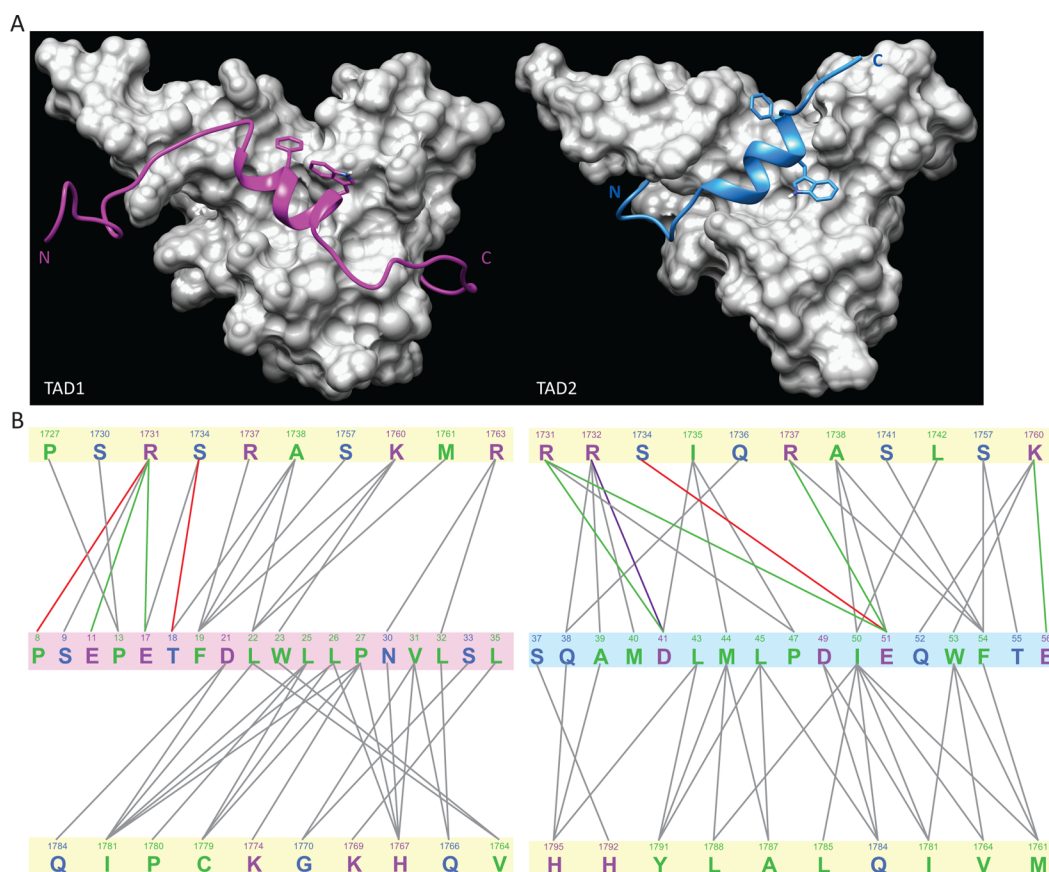 A
N
C
TAD1
N
C
TAD2
B
1727 1730 1731 1734 1737 1738 1757 1760 1761 1763
P S R S R A S K M R
8 9 11 13 17 18 19 21 22 23 25 26 27 30 31 32 33 35
P S E P E T F D L W L L P N V L S L
1784 1781 1780 1779 1774 1770 1769 1767 1766 1764
Q I P C K G K H Q V
1731 1732 1734 1735 1736 1737 1738 1741 1742 1757 1760
R R S I Q R A S L S K
37 38 39 40 41 43 44 45 47 49 50 51 52 53 54 55 56
S Q A M D L M L P D I E Q W F T E
1795 1792 1791 1788 1787 1785 1784 1781 1764 1761
H H Y L A L Q I V M